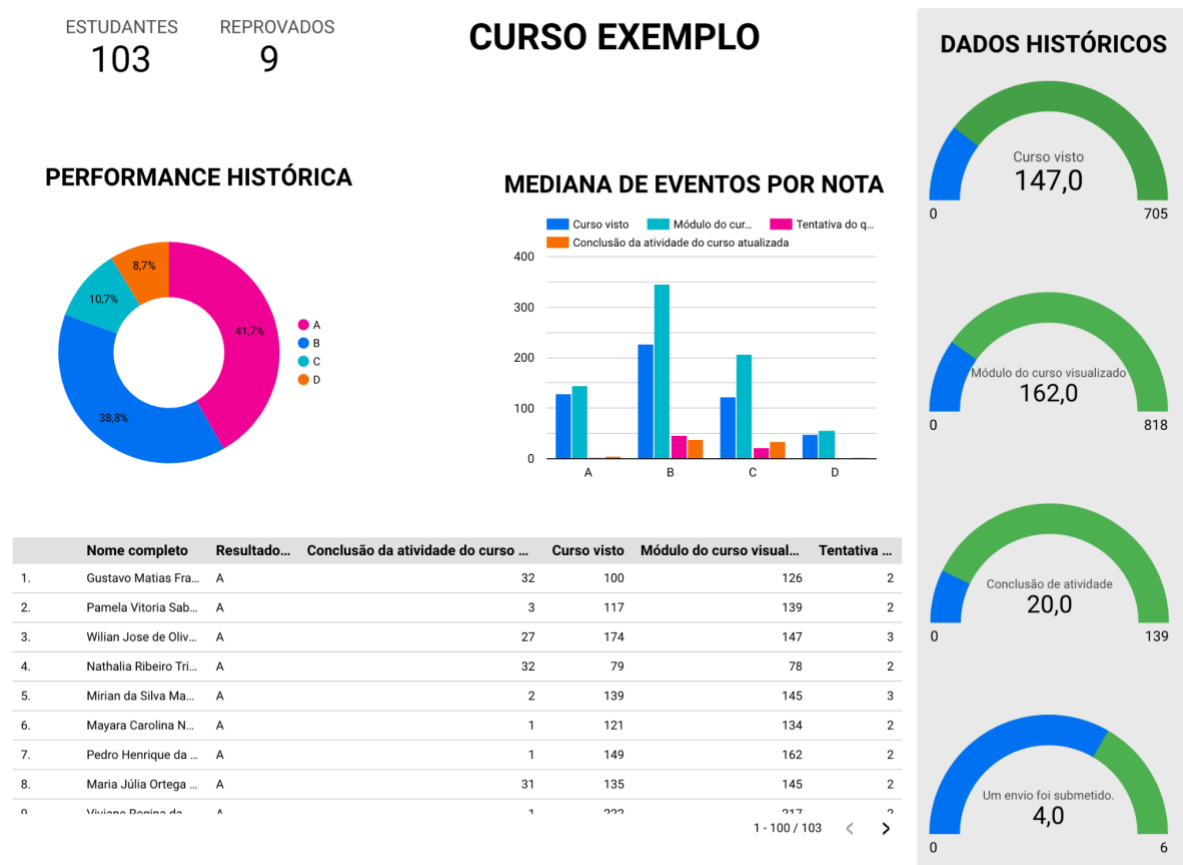 ESTUDANTES
103
REPROVADOS
9
CURSO EXEMPLO
PERFORMANCE HISTÓRICA
8,7%
10,7%
41,7%
38,8%
A
B
C
D
MEDIANA DE EVENTOS POR NOTA
Curso visto Módulo do cur... Tentativa do q...
Conclusão da atividade do curso atualizada
400
300
200
100
0
A B C D
Nome completo Resultado... Conclusão da atividade do curso ... Curso visto Módulo do curso visual... Tentativa ...
1. Gustavo Matias Fra... A 32 100 126 2
2. Pamela Vitoria Sab... A 3 117 139 2
3. Wilian Jose de Oliv... A 27 174 147 3
4. Nathalia Ribeiro Tri... A 32 79 78 2
5. Mirian da Silva Ma... A 2 139 145 3
6. Mayara Carolina N... A 1 121 134 2
7. Pedro Henrique da ... A 1 149 162 2
8. Maria Júlia Ortega ... A 31 135 145 2
1 - 100 / 103
DADOS HISTÓRICOS
Curso visto
147,0
0 705
Módulo do curso visualizado
162,0
0 818
Conclusão de atividade
20,0
0 139
Um envio foi submetido.
4,0
0 6